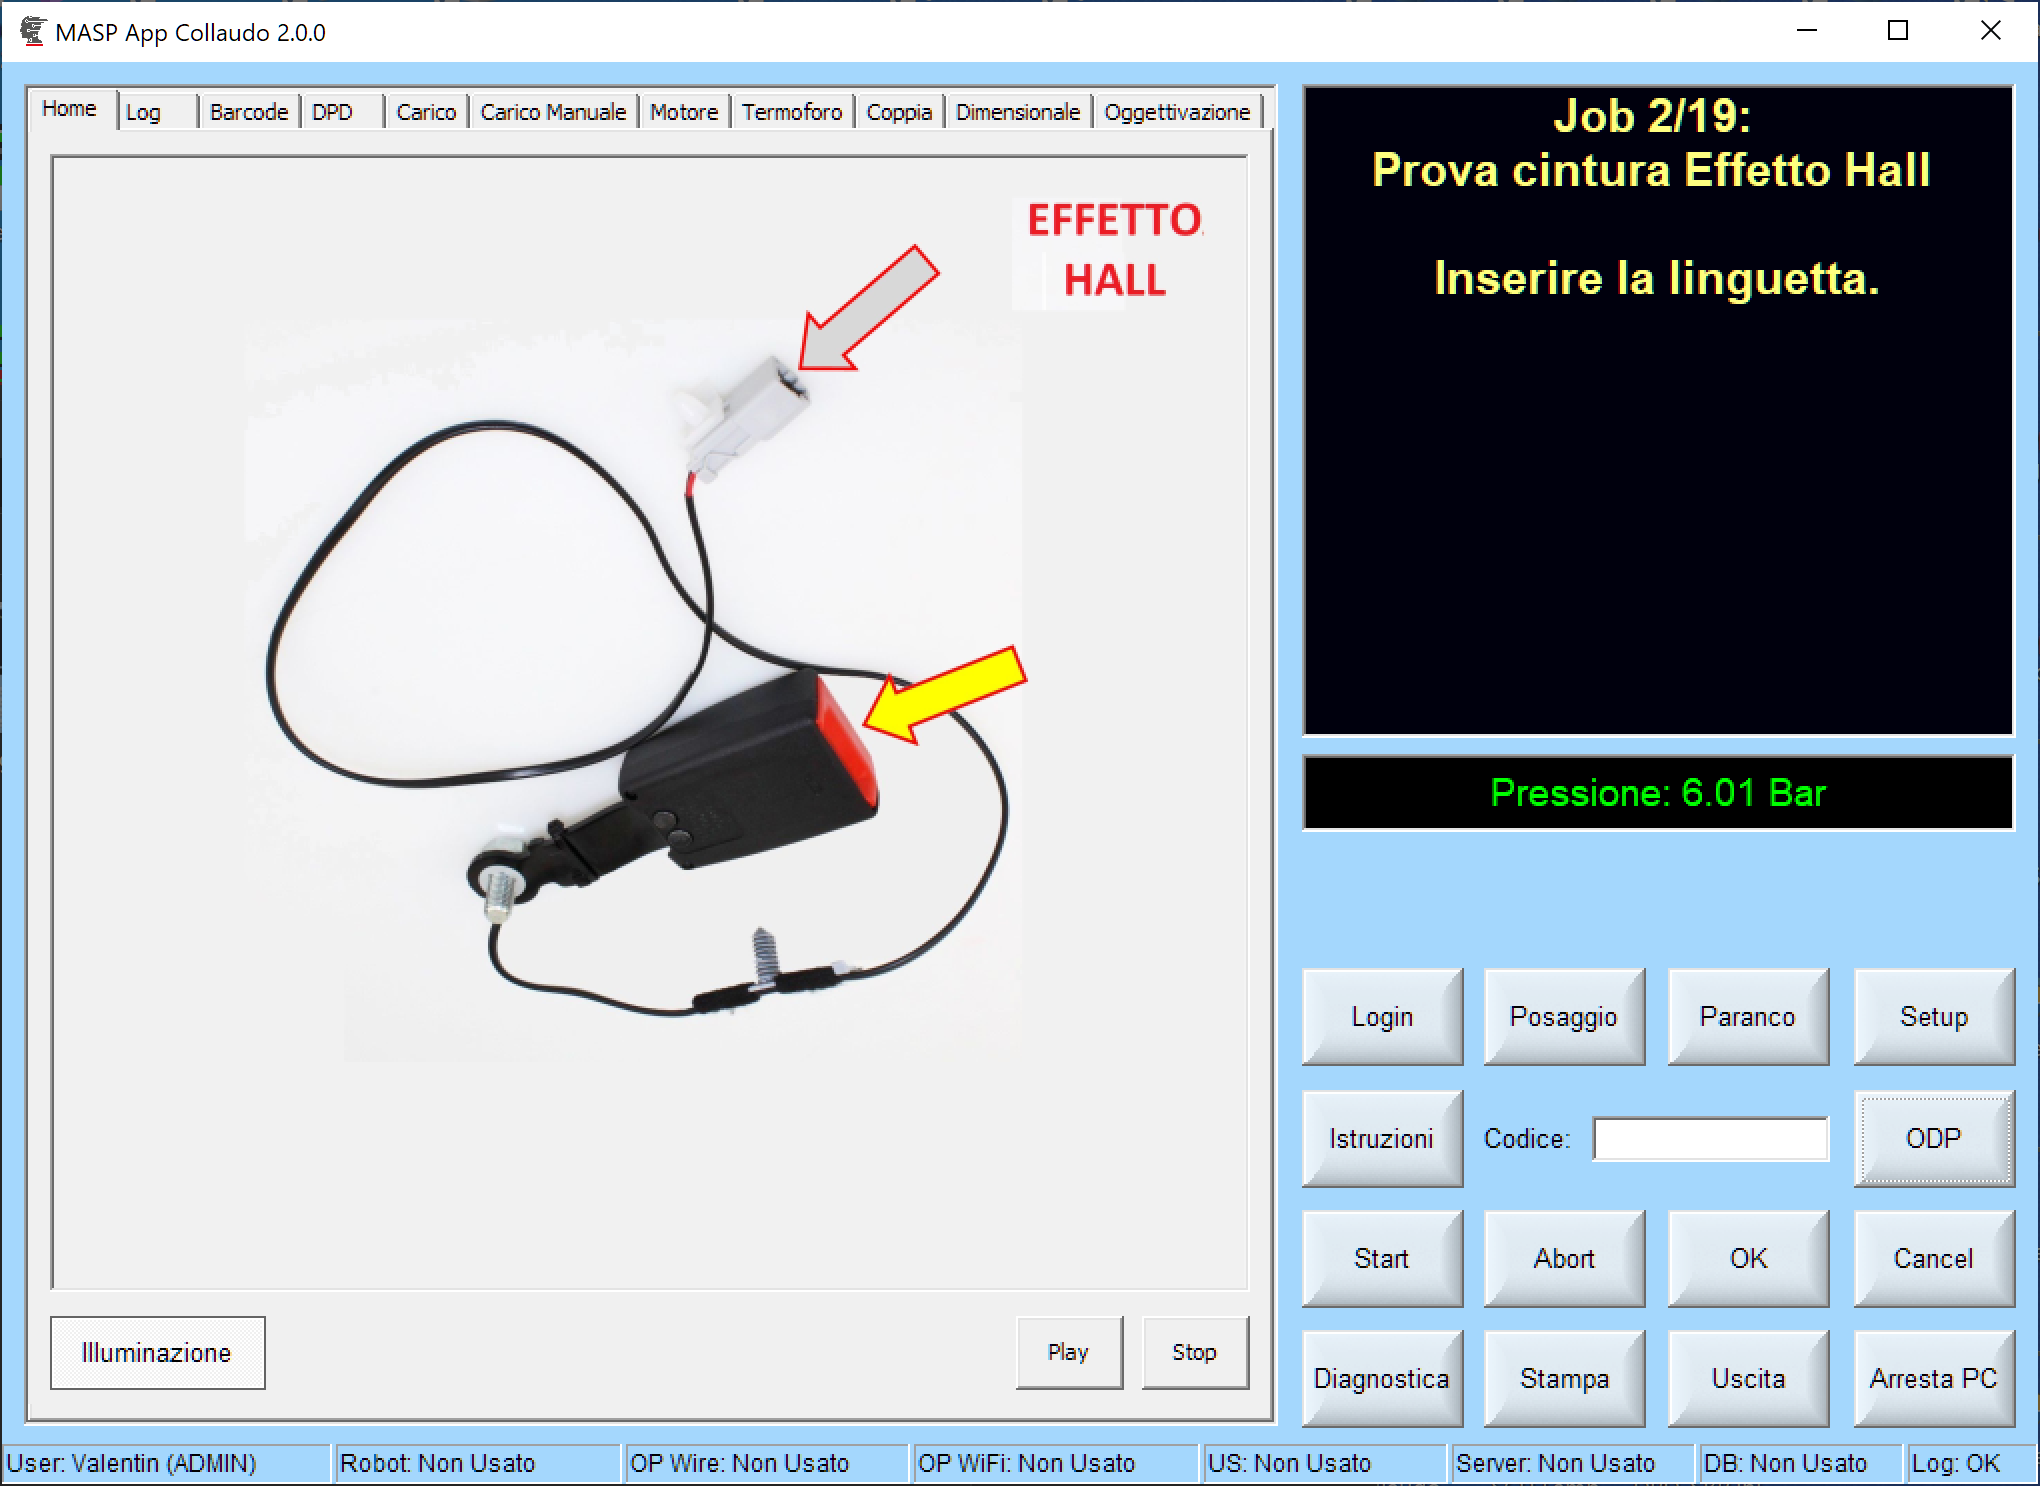 MASP App Collaudo 2.0.0
Home Log Barcode DPD Carico Carico Manuale Motore Termoforo Coppia Dimensionale Oggettivazione
EFFETTO
HALL
Illuminazione
Play Stop
Job 2/19:
Prova cintura Effetto Hall
Inserire la linguetta.
Pressione: 6.01 Bar
Login Posaggio Paranco Setup
Istruzioni Codice: ODP
Start Abort OK Cancel
Diagnostica Stampa Uscita Arresta PC
User: Valentin (ADMIN) Robot: Non Usato OP Wire: Non Usato OP WiFi: Non Usato US: Non Usato Server: Non Usato DB: Non Usato Log: OK